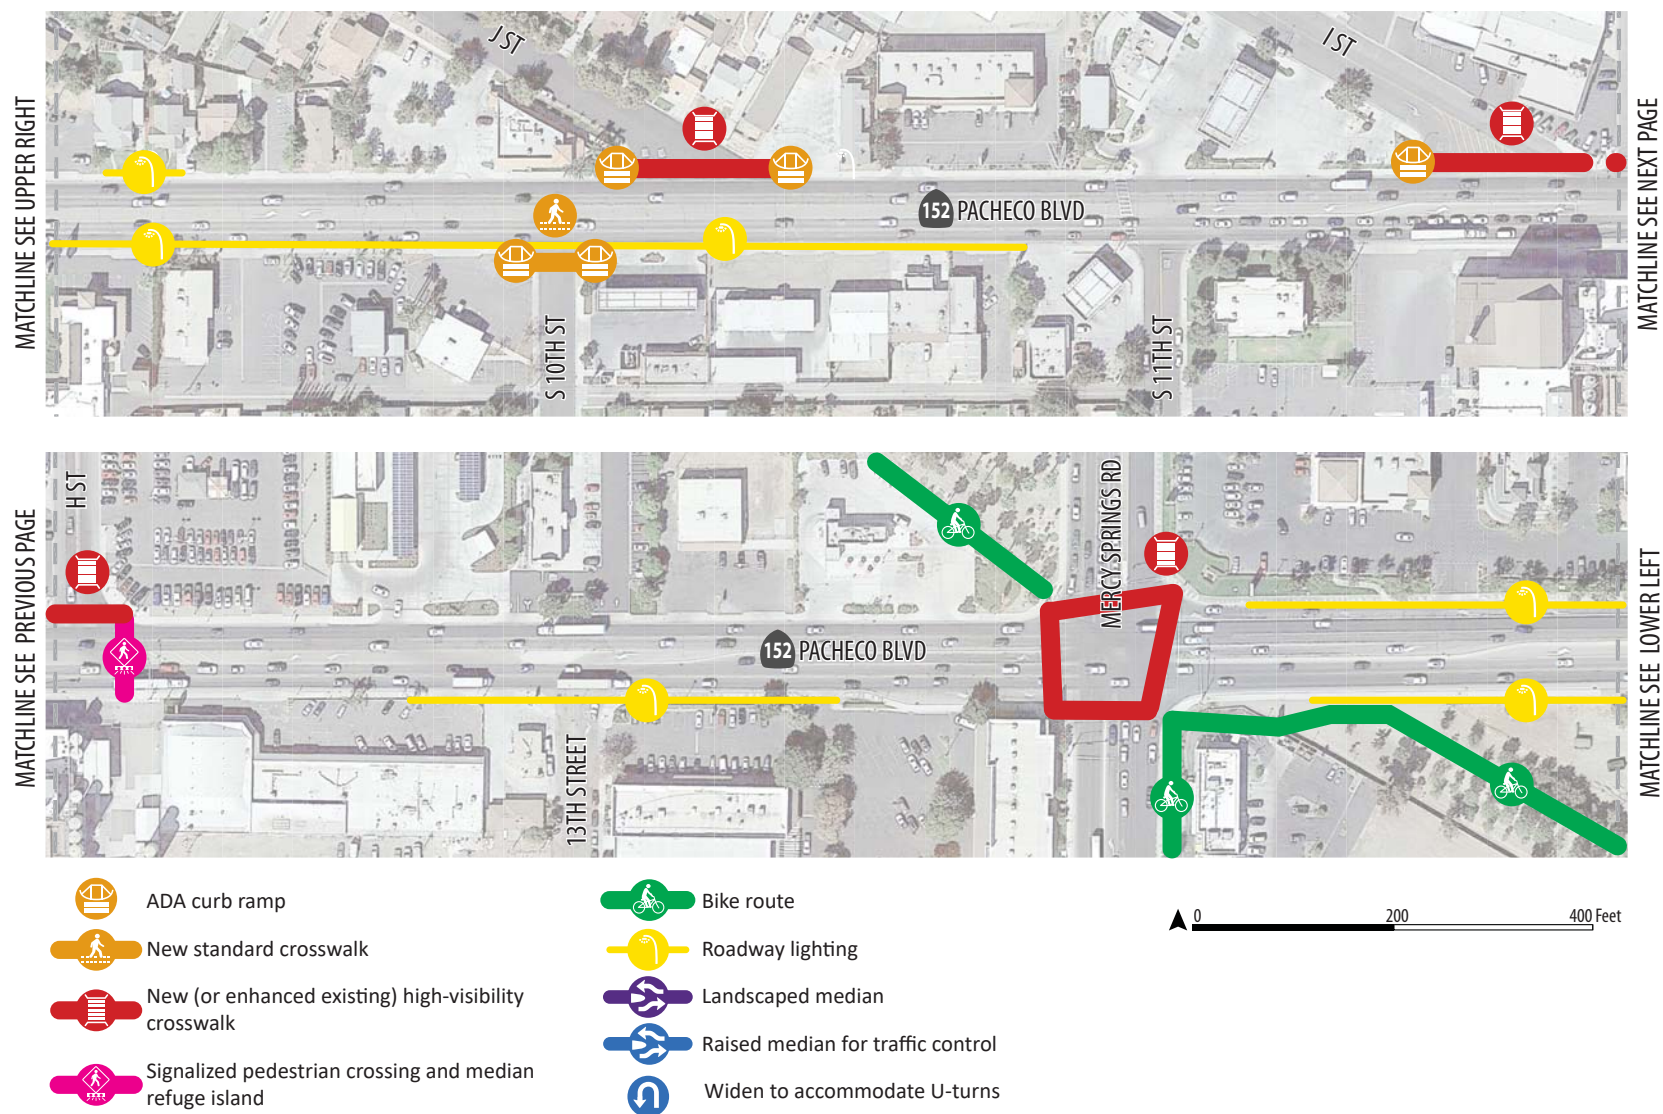 J ST
I ST
MATCHLINE SEE UPPER RIGHT
MATCHLINE SEE NEXT PAGE
152 PACHECO BLVD
S 10TH ST
S 11TH ST
H ST
MERCY SPRINGS RD
MATCHLINE SEE PREVIOUS PAGE
MATCHLINE SEE LOWER LEFT
152 PACHECO BLVD
13TH STREET
ADA curb ramp
New standard crosswalk
New (or enhanced existing) high-visibility
crosswalk
Signalized pedestrian crossing and median
refuge island
Bike route
Roadway lighting
Landscaped median
Raised median for traffic control
Widen to accommodate U-turns
0 200 400 Feet